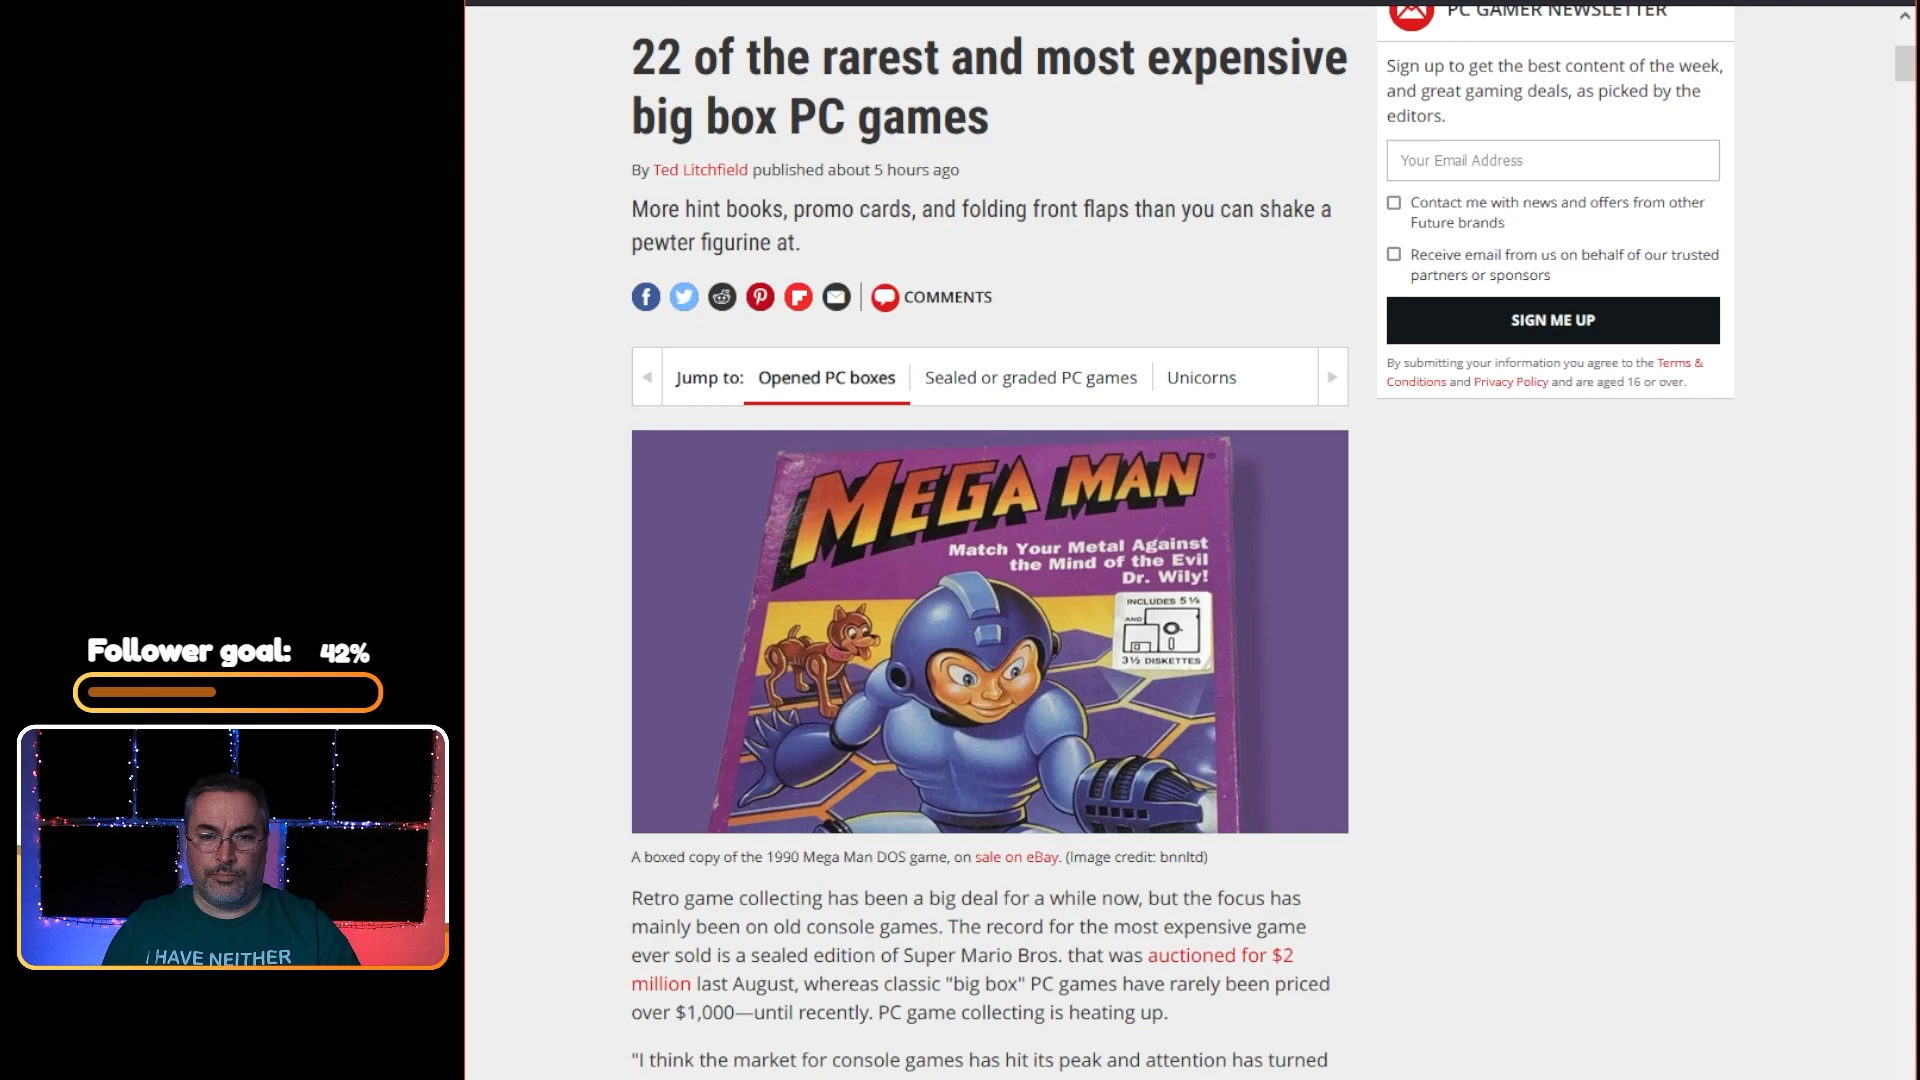 PC GAMER NEWSLETTER
22 of the rarest and most expensive
big box PC games
By Ted Litchfield published about 5 hours ago
More hint books, promo cards, and folding front flaps than you can shake a
pewter figurine at.
COMMENTS
Jump to: Opened PC boxes Sealed or graded PC games Unicorns
MEGA MAN
Match Your Metal Against
the Mind of the Evil
Dr. Wily!
INCLUDES 5 ¼
AND
3 ½ DISKETTES
A boxed copy of the 1990 Mega Man DOS game, on sale on eBay. (Image credit: bnnltd)
Retro game collecting has been a big deal for a while now, but the focus has
mainly been on old console games. The record for the most expensive game
ever sold is a sealed edition of Super Mario Bros. that was auctioned for $2
million last August, whereas classic "big box" PC games have rarely been priced
over $1,000—until recently. PC game collecting is heating up.
"I think the market for console games has hit its peak and attention has turned
Sign up to get the best content of the week,
and great gaming deals, as picked by the
editors.
Your Email Address
Contact me with news and offers from other
Future brands
Receive email from us on behalf of our trusted
partners or sponsors
SIGN ME UP
By submitting your information you agree to the Terms &
Conditions and Privacy Policy and are aged 16 or over.
Follower goal: 42%
I HAVE NEITHER